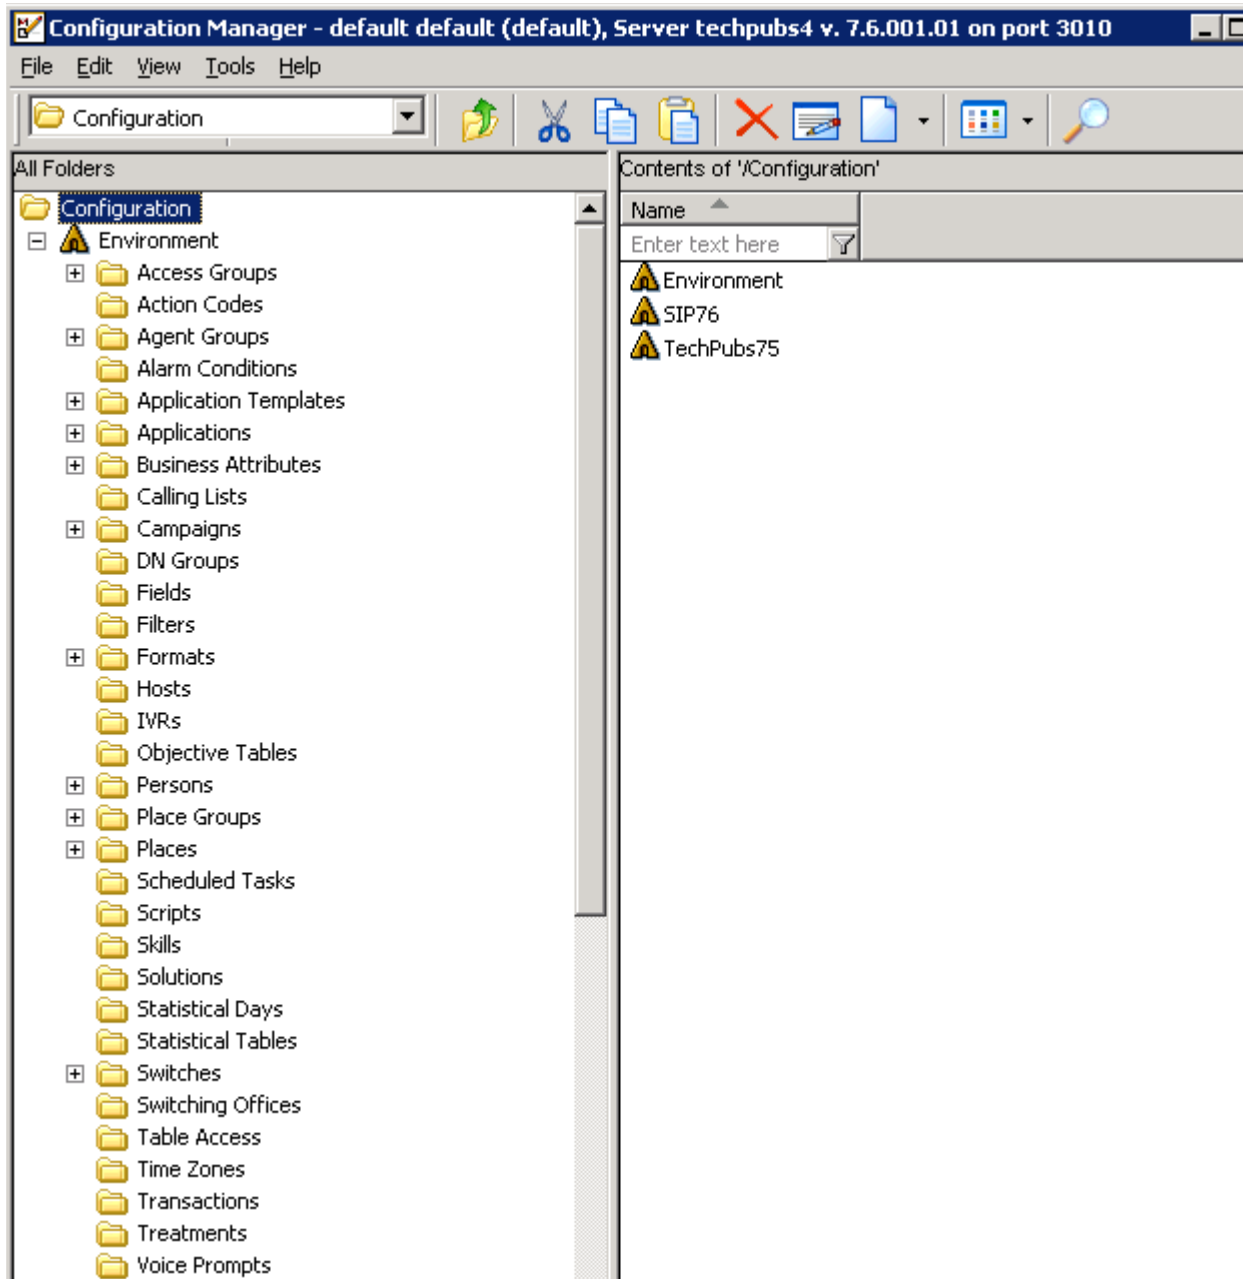 Configuration Manager - default default (default), Server techpubs4 v. 7.6.001.01 on port 3010
File Edit View Tools Help
Configuration
All Folders
Configuration
Environment
Access Groups
Action Codes
Agent Groups
Alarm Conditions
Application Templates
Applications
Business Attributes
Calling Lists
Campaigns
DN Groups
Fields
Filters
Formats
Hosts
IVRs
Objective Tables
Persons
Place Groups
Places
Scheduled Tasks
Scripts
Skills
Solutions
Statistical Days
Statistical Tables
Switches
Switching Offices
Table Access
Time Zones
Transactions
Treatments
Voice Prompts
Contents of '/Configuration'
Name
Enter text here
Environment
SIP76
TechPubs75